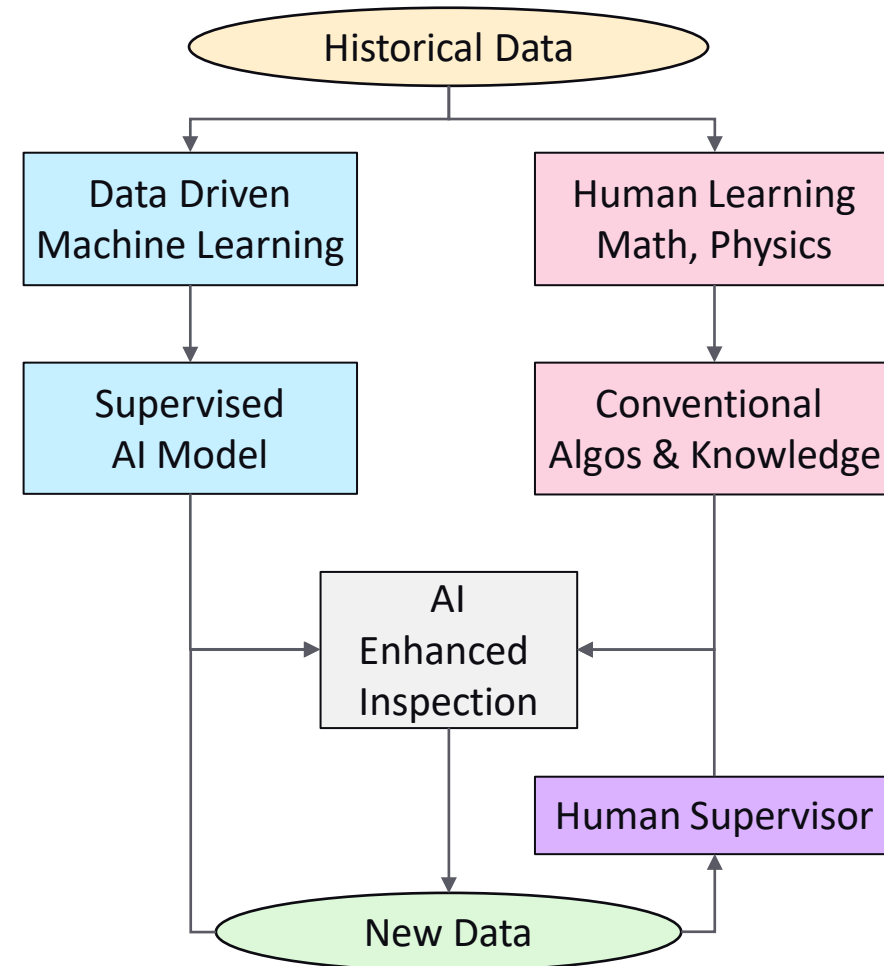 Historical Data
Data Driven
Machine Learning
Human Learning
Math, Physics
Supervised
AI Model
Conventional
Algos & Knowledge
AI
Enhanced
Inspection
Human Supervisor
New Data